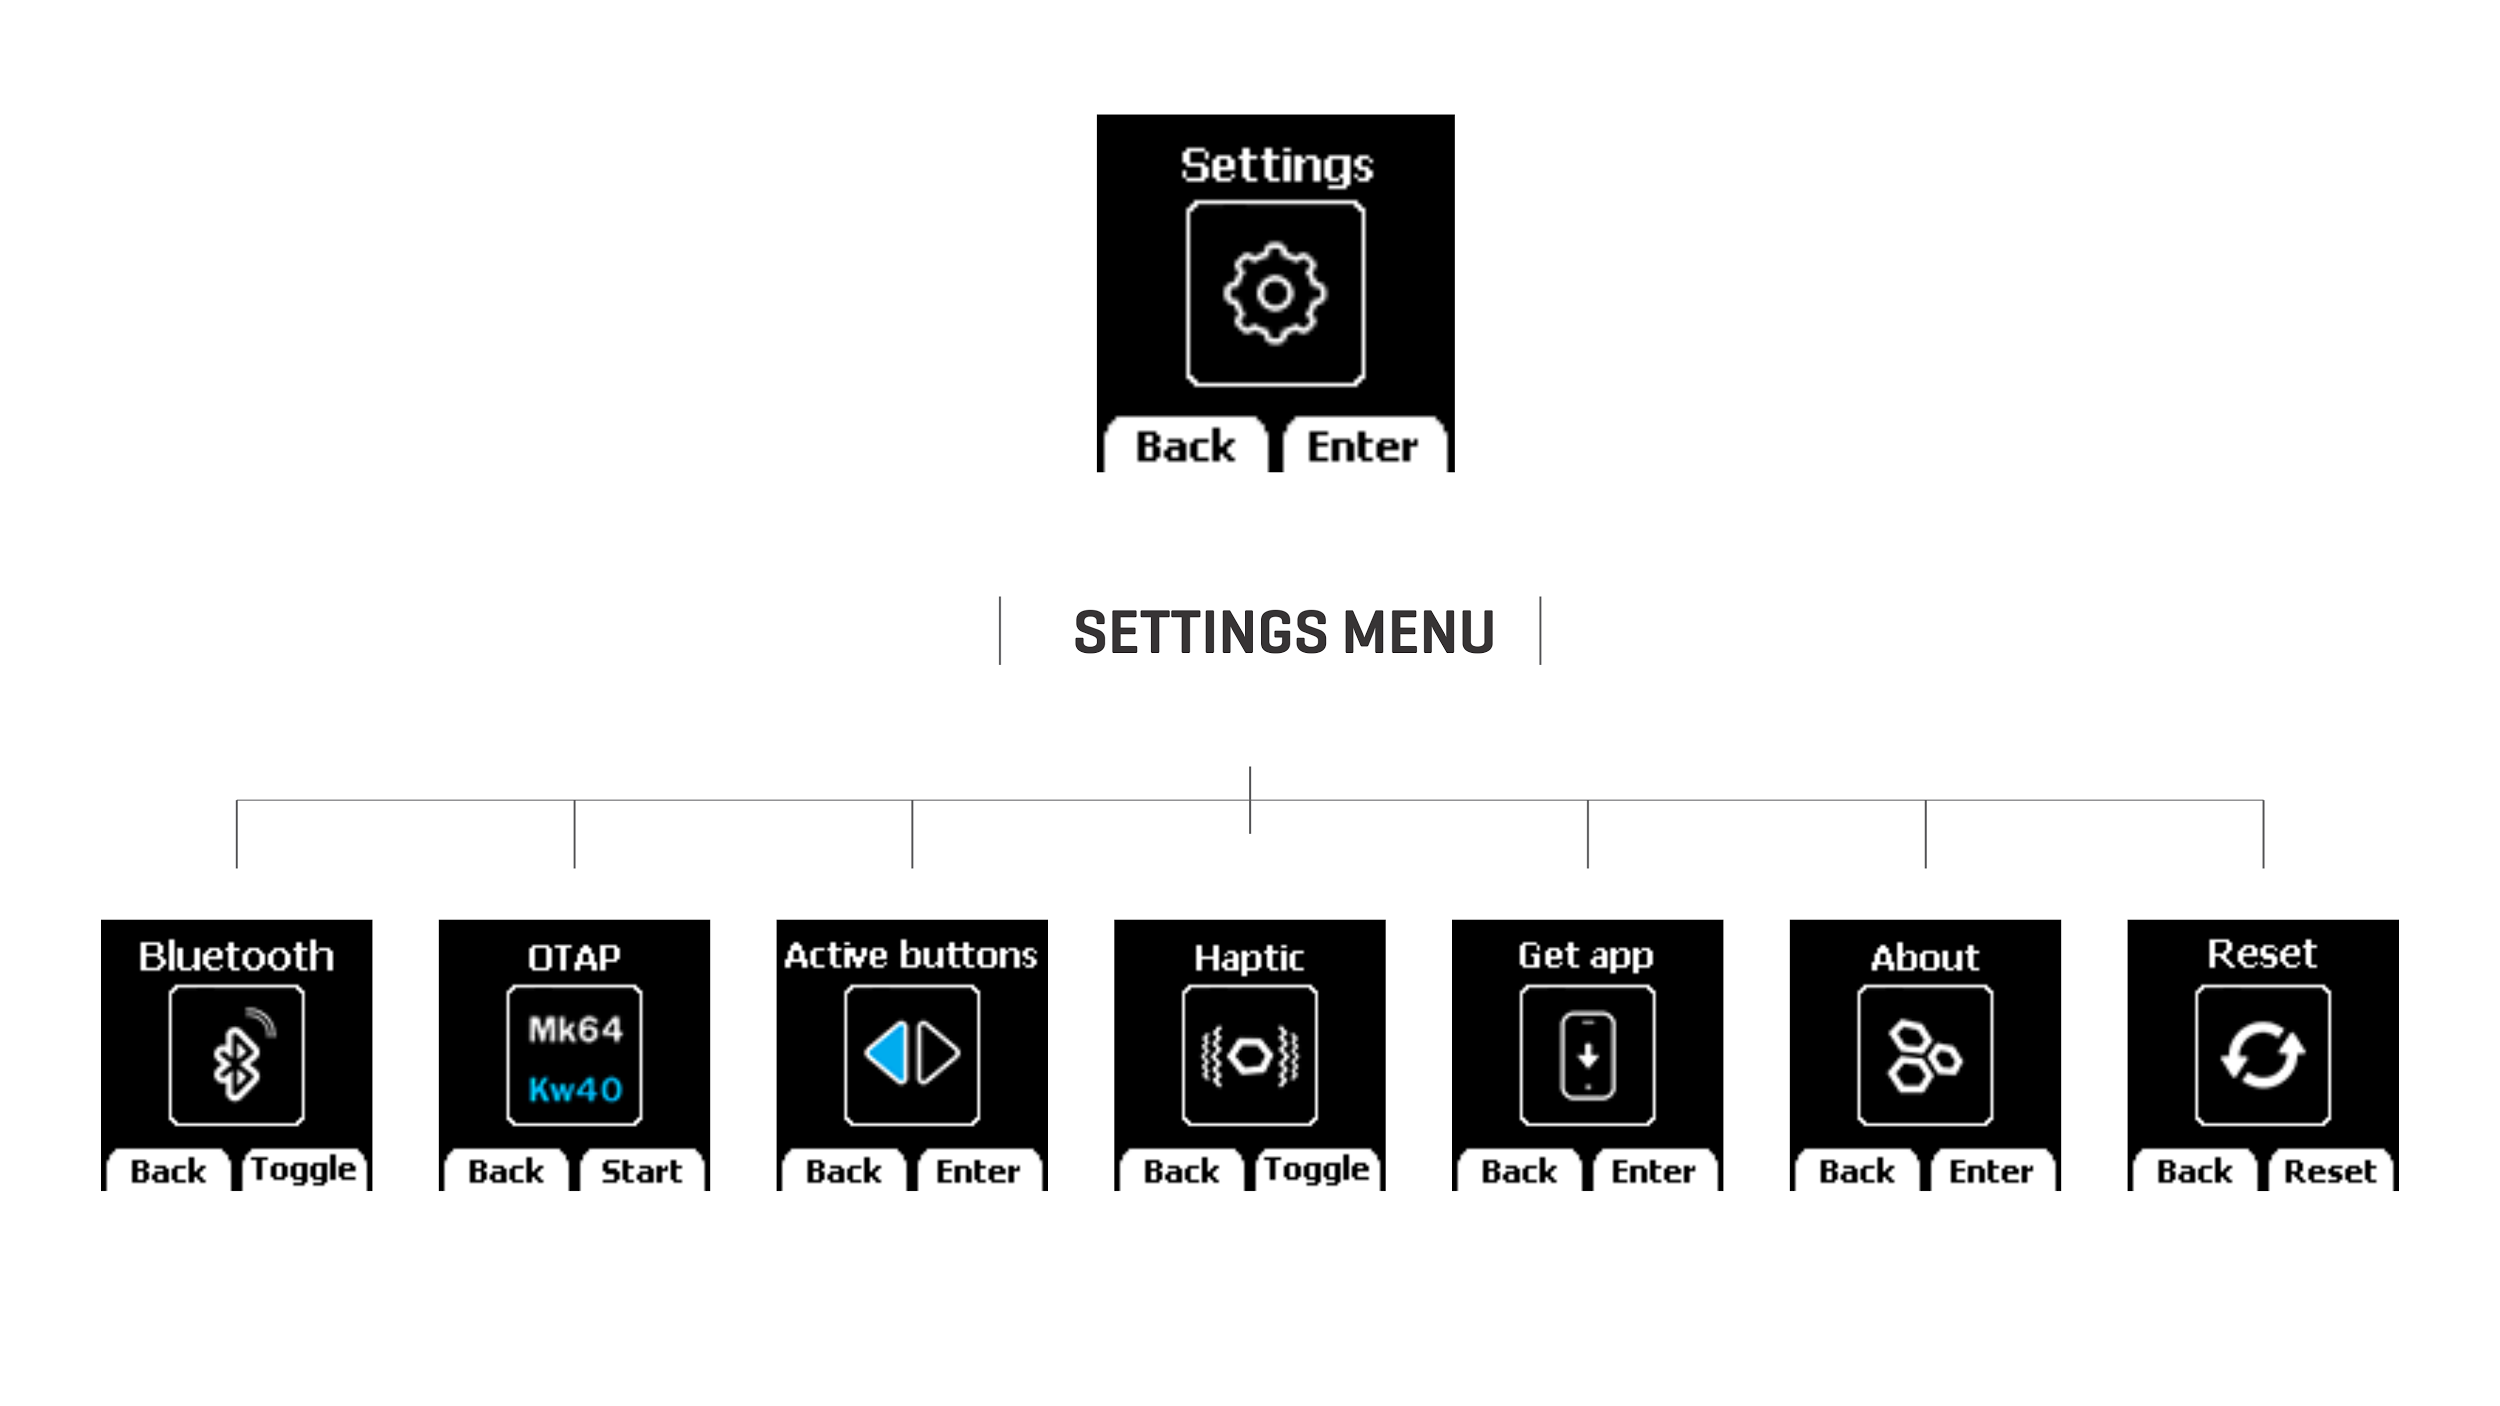 Settings
Back Enter
SETTINGS MENU
Bluetooth
Back Toggle
OTAP
Mk64
Kw40
Back Start
Active buttons
Back Enter
Haptic
Back Toggle
Get app
Back Enter
About
Back Enter
Reset
Back Reset